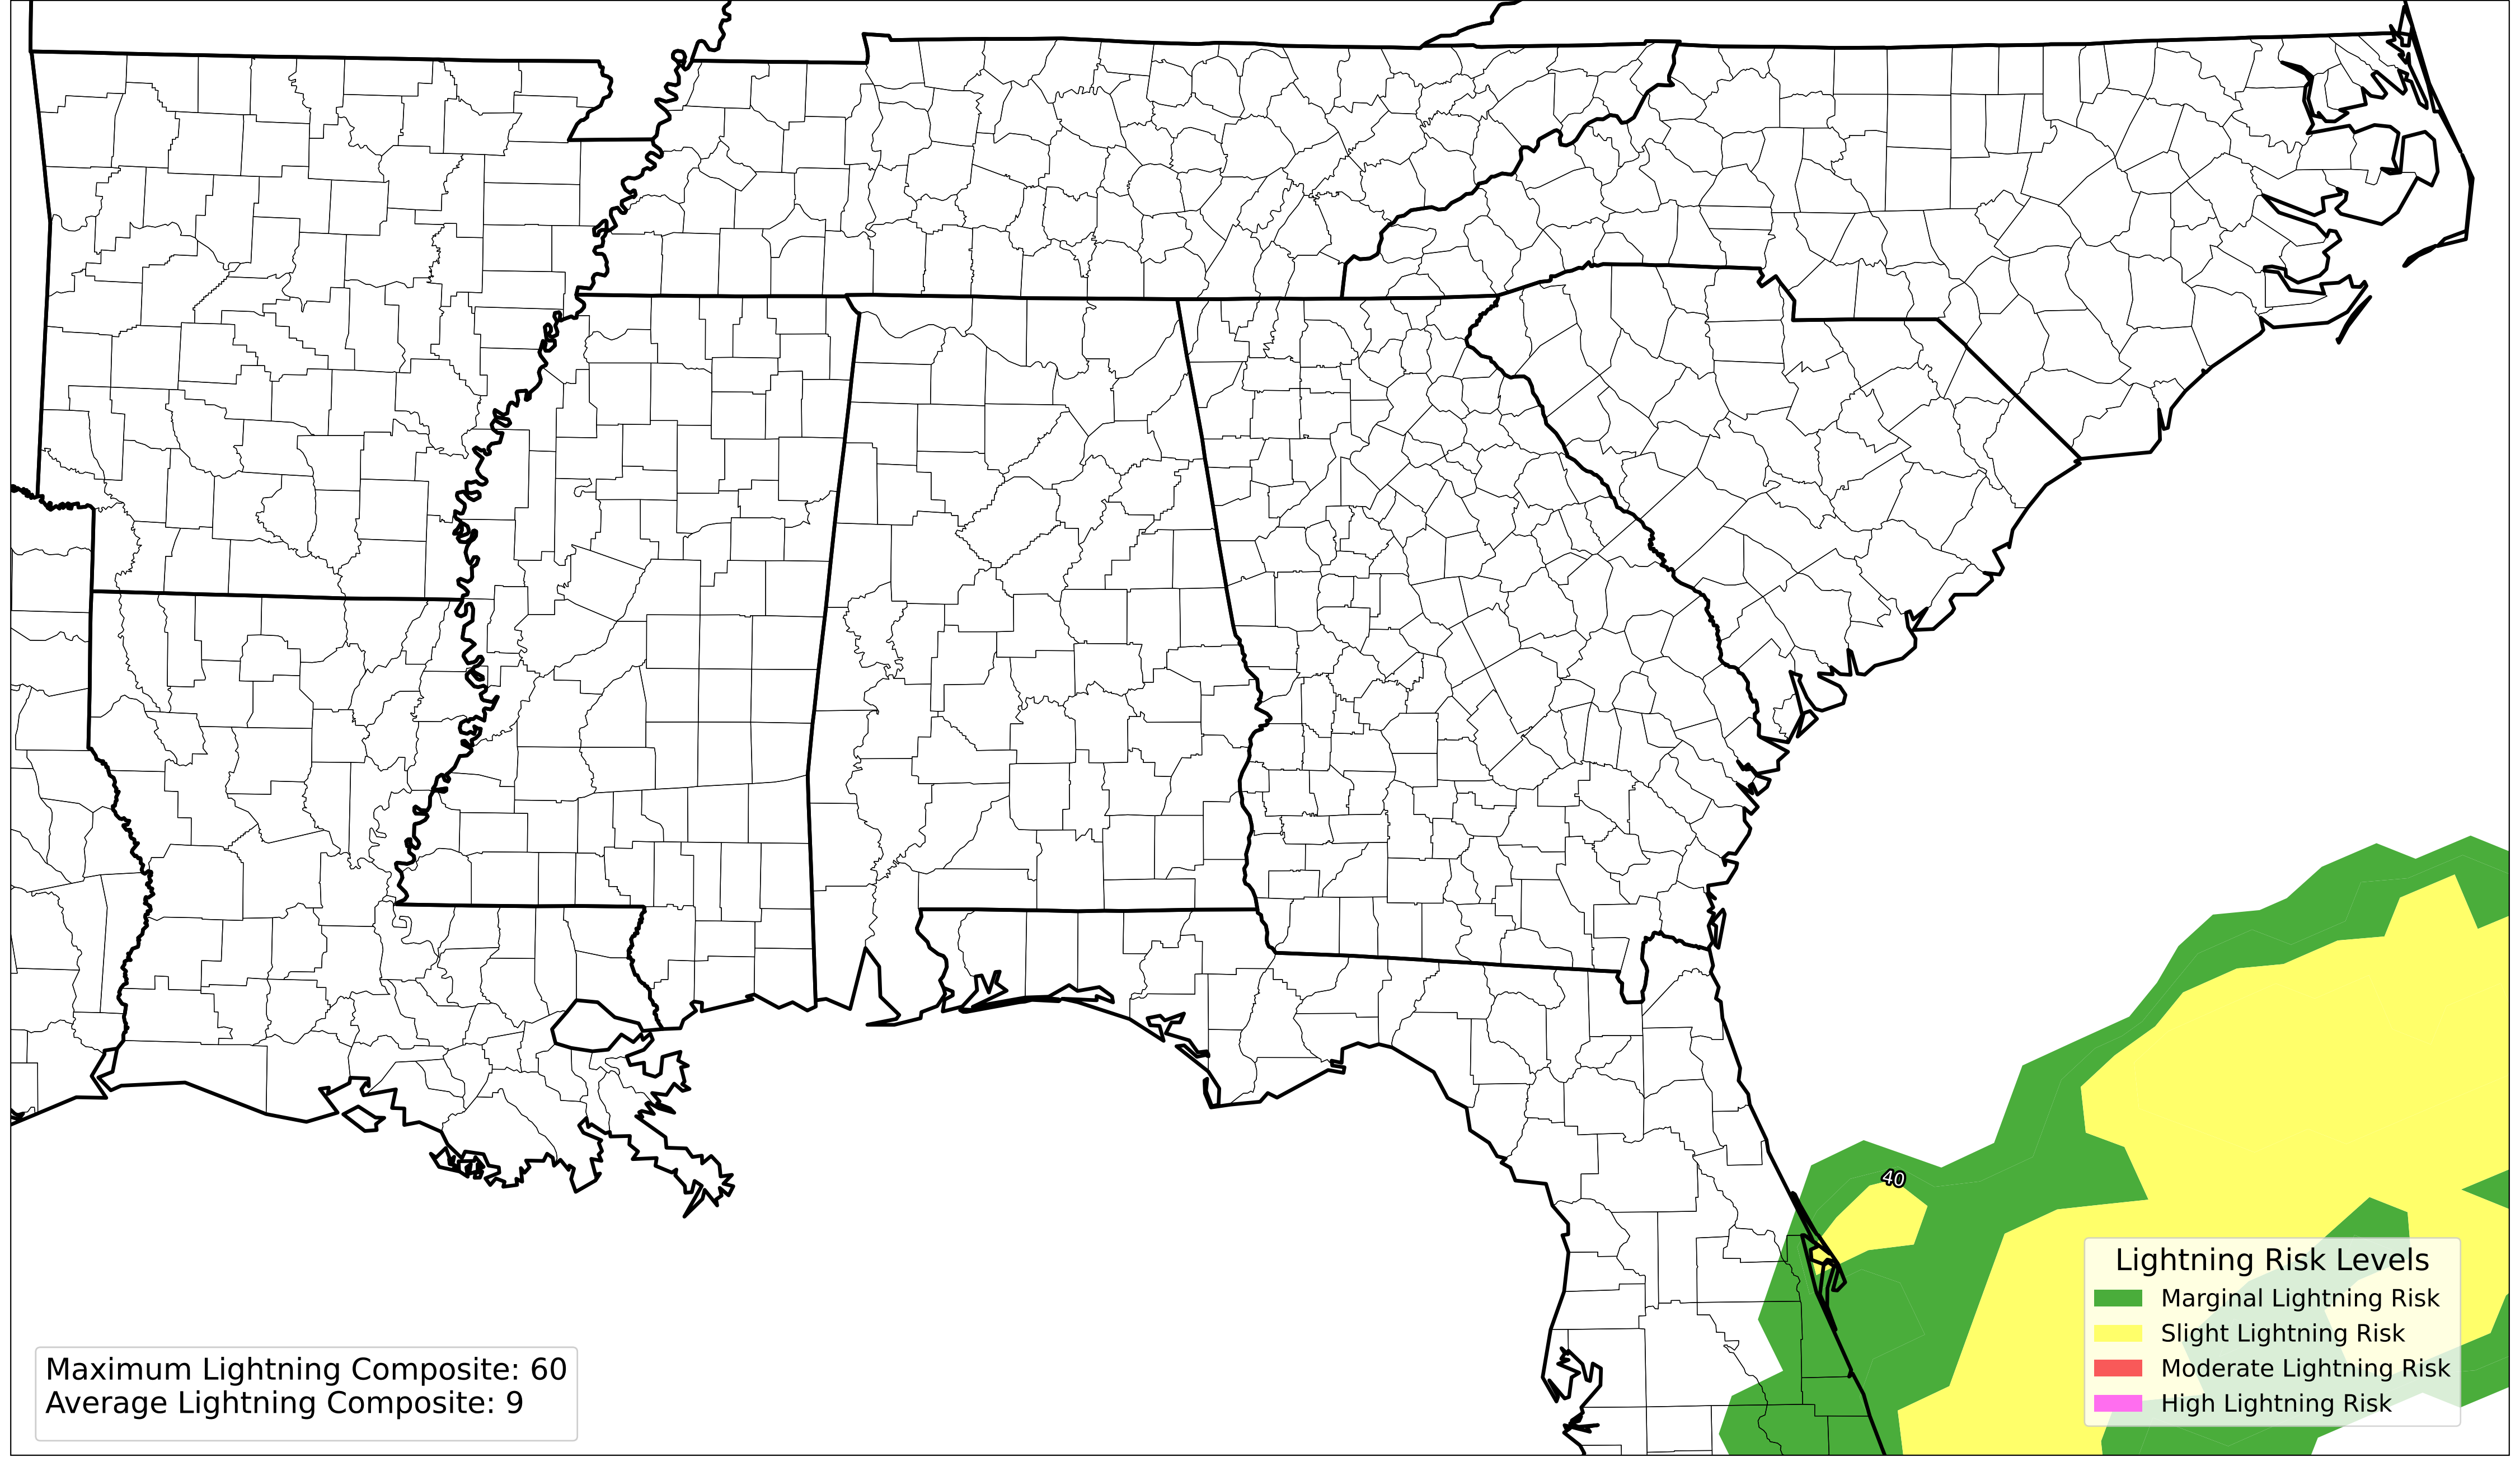 40
Lightning Risk Levels
Marginal Lightning Risk
Slight Lightning Risk
Moderate Lightning Risk
High Lightning Risk
Maximum Lightning Composite: 60
Average Lightning Composite: 9